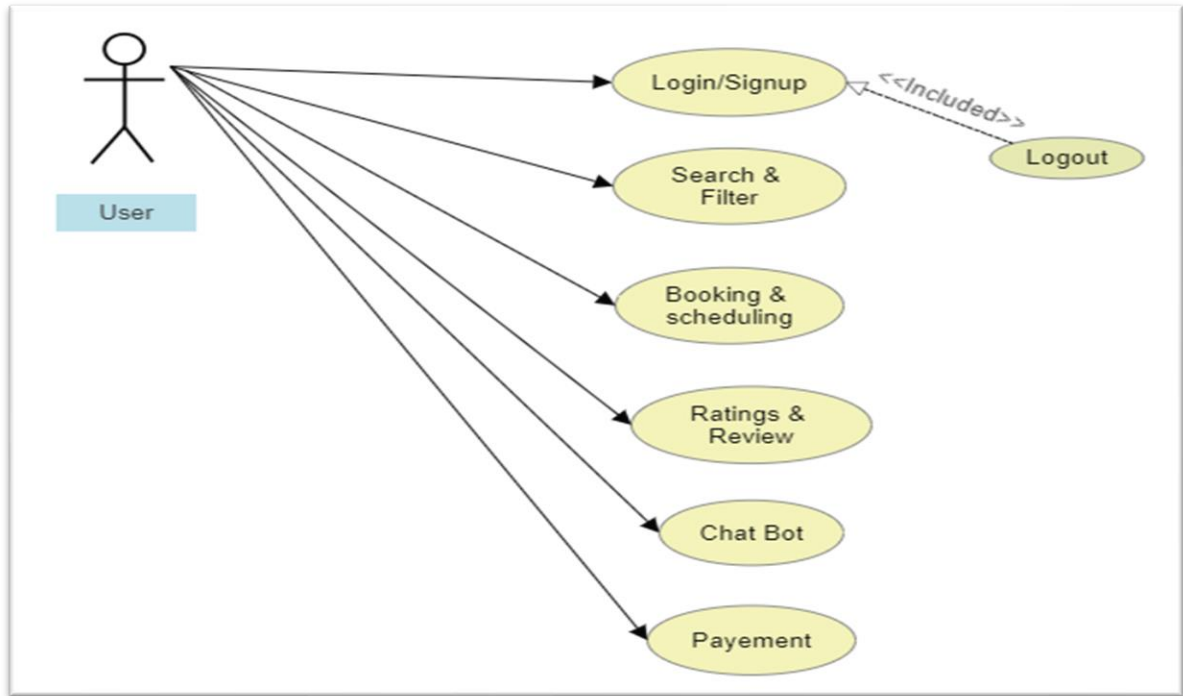 User
Login/Signup
<<Included>>
Logout
Search &
Filter
Booking &
scheduling
Ratings &
Review
Chat Bot
Payement